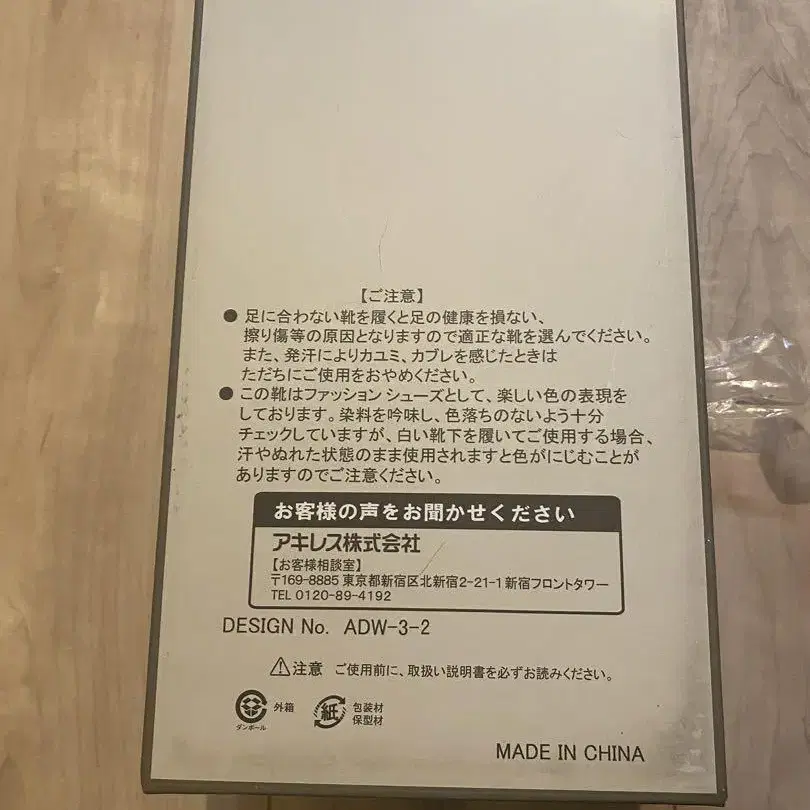 【ご注意】
● 足に合わない靴を履くと足の健康を損ない、
擦り傷等の原因となりますので適正な靴を選んでください。
また、発汗によりカユミ、カブレを感じたときは
ただちにご使用をおやめください。
● この靴はファッションシューズとして、楽しい色の表現を
しております。染料を吟味し、色落ちのないよう十分
チェックしていますが、白い靴下を履いてご使用する場合、
汗やぬれた状態のまま使用されますと色がにじむことが
ありますのでご注意ください。
お客様の声をお聞かせください
アキレス株式会社
【お客様相談室】
〒169-8885 東京都新宿区北新宿2-21-1 新宿フロントタワー
TEL 0120-89-4192
DESIGN No. ADW-3-2
⚠注意 ご使用前に、取扱い説明書を必ずお読みください。
ダンボール 外箱
紙 包装材
保型材
MADE IN CHINA